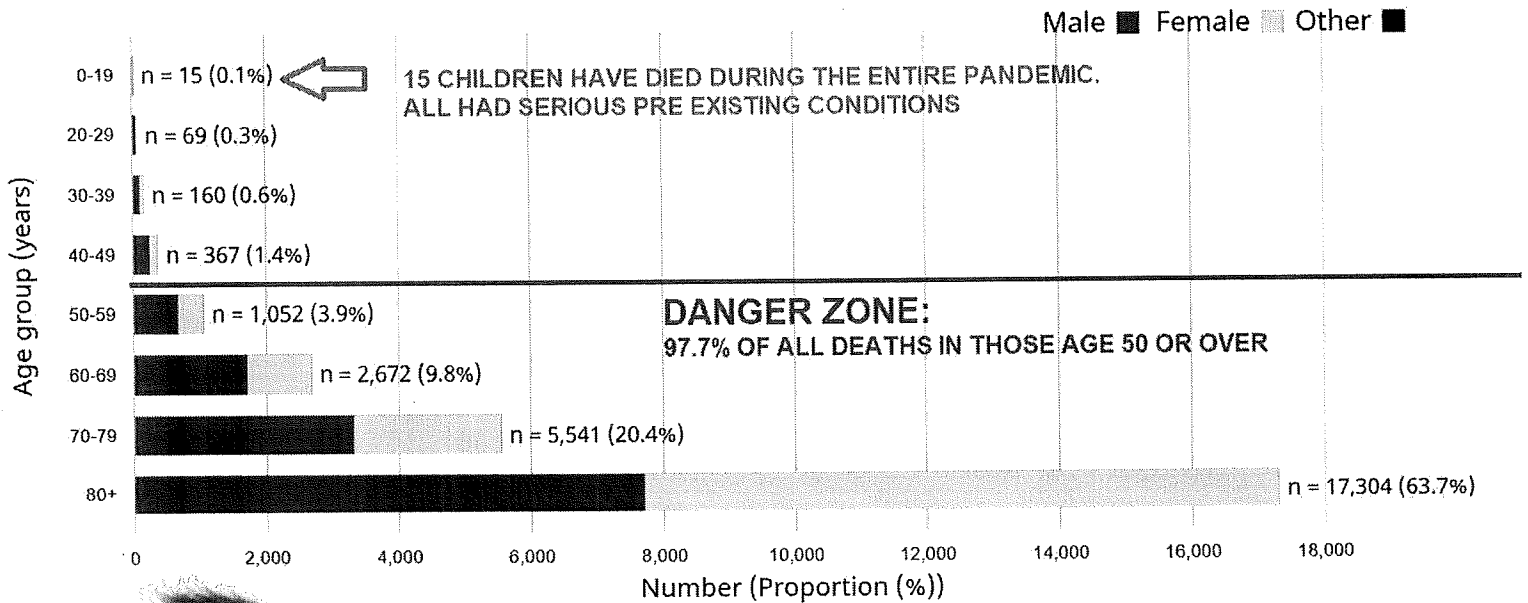 Male Female Other
0-19 n = 15 (0.1%) 15 CHILDREN HAVE DIED DURING THE ENTIRE PANDEMIC.
ALL HAD SERIOUS PRE EXISTING CONDITIONS
20-29 n = 69 (0.3%)
30-39 n = 160 (0.6%)
40-49 n = 367 (1.4%)
Age group (years)
50-59 n = 1,052 (3.9%) DANGER ZONE:
97.7% OF ALL DEATHS IN THOSE AGE 50 OR OVER
60-69 n = 2,672 (9.8%)
70-79 n = 5,541 (20.4%)
80+ n = 17,304 (63.7%)
0 2,000 4,000 6,000 8,000 10,000 12,000 14,000 16,000 18,000
Number (Proportion (%))